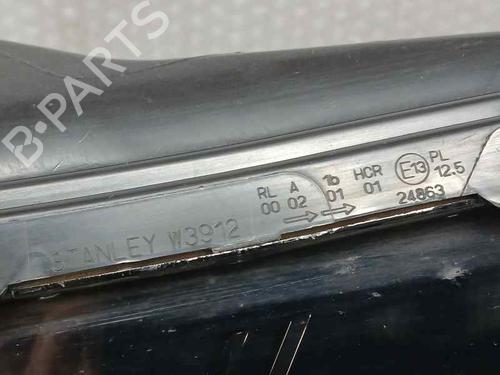 B-PARTS
RL A 1b HCR E13 PL
00 02 01 01 12.5
24863
STANLEY W3912